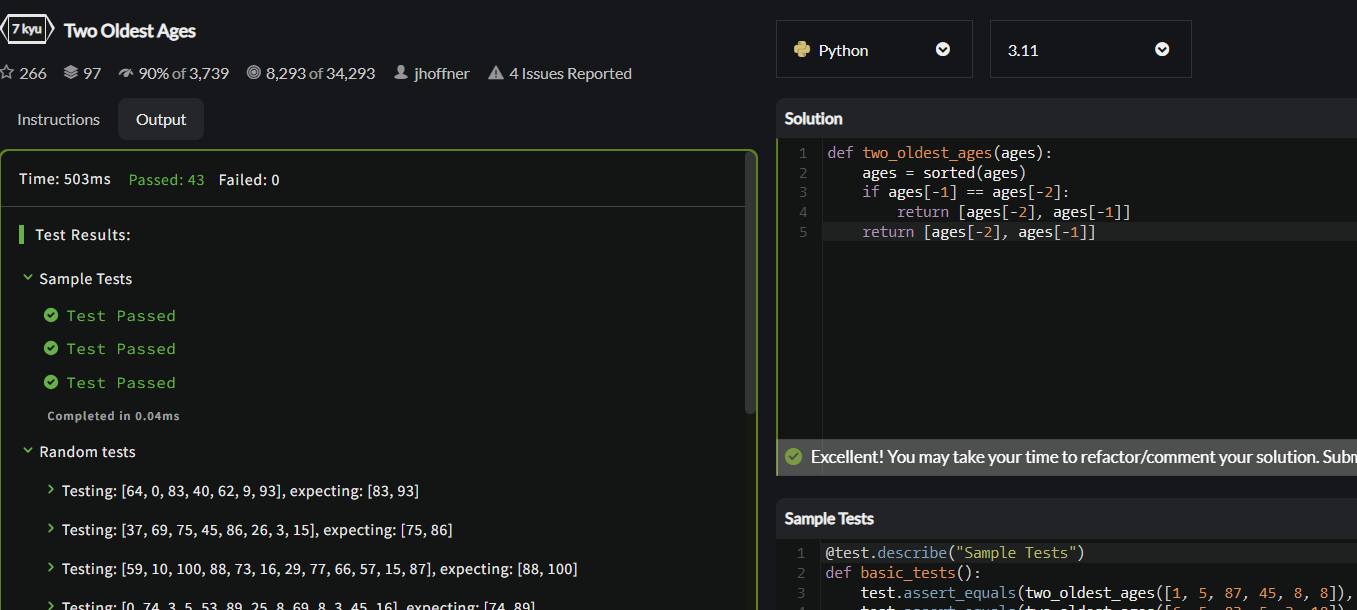 7 kyu Two Oldest Ages
266 97 90% of 3,739 8,293 of 34,293 jhoffner 4 Issues Reported
Instructions Output
Time: 503ms Passed: 43 Failed: 0
Test Results:
Sample Tests
Test Passed
Test Passed
Test Passed
Completed in 0.04ms
Random tests
Testing: [64, 0, 83, 40, 62, 9, 93], expecting: [83, 93]
Testing: [37, 69, 75, 45, 86, 26, 3, 15], expecting: [75, 86]
Testing: [59, 10, 100, 88, 73, 16, 29, 77, 66, 57, 15, 87], expecting: [88, 100]
Testing: [0, 74, 3, 5, 53, 89, 25, 8, 69, 8, 3, 45, 16], expecting: [74, 89]
Python 3.11
Solution
1 def two_oldest_ages(ages):
2 ages = sorted(ages)
3 if ages[-1] == ages[-2]:
4 return [ages[-2], ages[-1]]
5 return [ages[-2], ages[-1]]
Excellent! You may take your time to refactor/comment your solution. Subm
Sample Tests
1 @test.describe("Sample Tests")
2 def basic_tests():
3 test.assert_equals(two_oldest_ages([1, 5, 87, 45, 8, 8]),